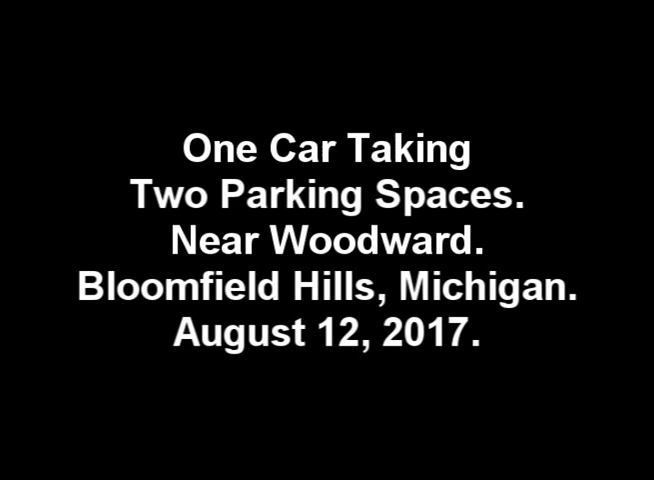 One Car Taking
Two Parking Spaces.
Near Woodward.
Bloomfield Hills, Michigan.
August 12, 2017.